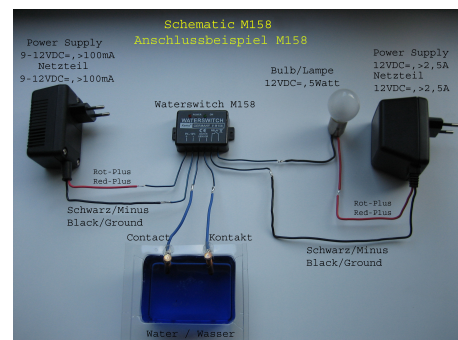 Schematic M158
Anschlussbeispiel M158
Power Supply
9-12VDC=,>100mA
Netzteil
9-12VDC=,>100mA
Power Supply
12VDC=,>2,5A
Netzteil
12VDC=,>2,5A
Bulb/Lampe
12VDC=,5Watt
Waterswitch M158
WATERSWITCH
Rot-Plus
Red-Plus
Schwarz/Minus
Black/Ground
Rot-Plus
Red-Plus
Schwarz/Minus
Black/Ground
Contact
Kontakt
Water / Wasser